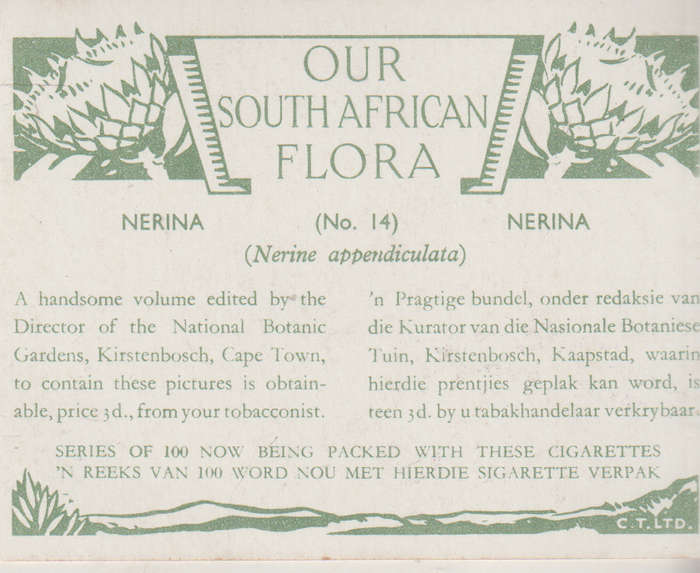 OUR
SOUTH AFRICAN
FLORA
NERINA (No. 14) NERINA
(Nerine appendiculata)
A handsome volume edited by the
Director of the National Botanic
Gardens, Kirstenbosch, Cape Town,
to contain these pictures is obtain-
able, price 3d., from your tobacconist.
'n Pragtige bundel, onder redaksie van
die Kurator van die Nasionale Botaniese
Tuin, Kirstenbosch, Kaapstad, waarin
hierdie prentjies geplak kan word, is
teen 3d. by u tabakhandelaar verkrybaar.
SERIES OF 100 NOW BEING PACKED WITH THESE CIGARETTES
'N REEKS VAN 100 WORD NOU MET HIERDIE SIGARETTE VERPAK
C.T. LTD.